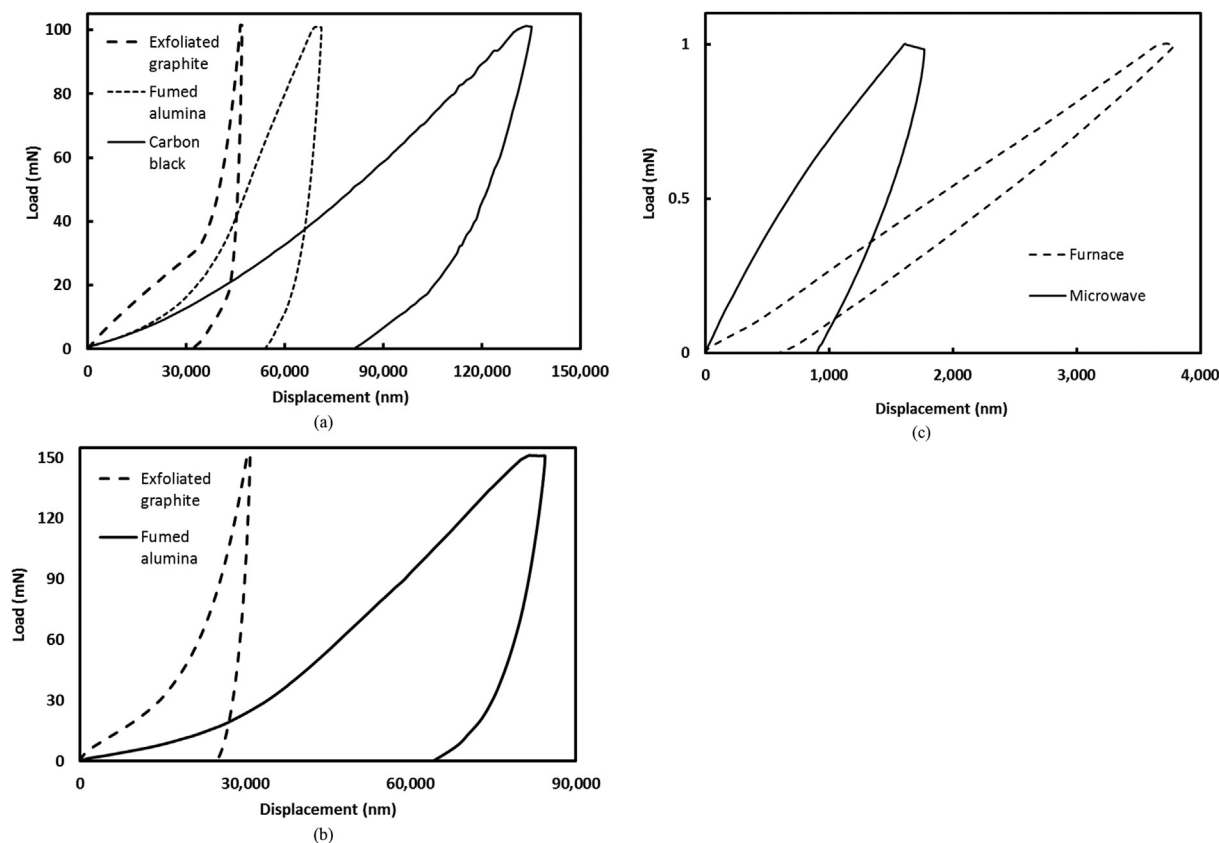 100
80
60
40
20
0
Load (mN)
Exfoliated
graphite
Fumed
alumina
Carbon
black
0 30,000 60,000 90,000 120,000 150,000
Displacement (nm)
(a)
150
120
90
60
30
0
Load (mN)
Exfoliated
graphite
Fumed
alumina
0 30,000 60,000 90,000
Displacement (nm)
(b)
1
0.5
0
Load (mN)
Furnace
Microwave
0 1,000 2,000 3,000 4,000
Displacement (nm)
(c)